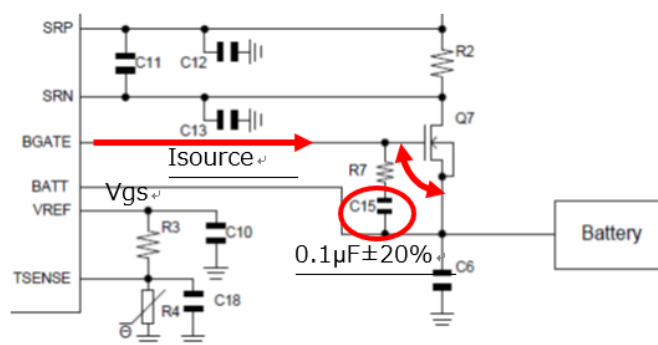 SRP
R2
C11
C12
SRN
Q7
C13
BGATE
Isource
R7
BATT
Vgs
C15
VREF
R3
C10
Battery
0.1µF±20%
C6
TSENSE
C18
R4
Θ